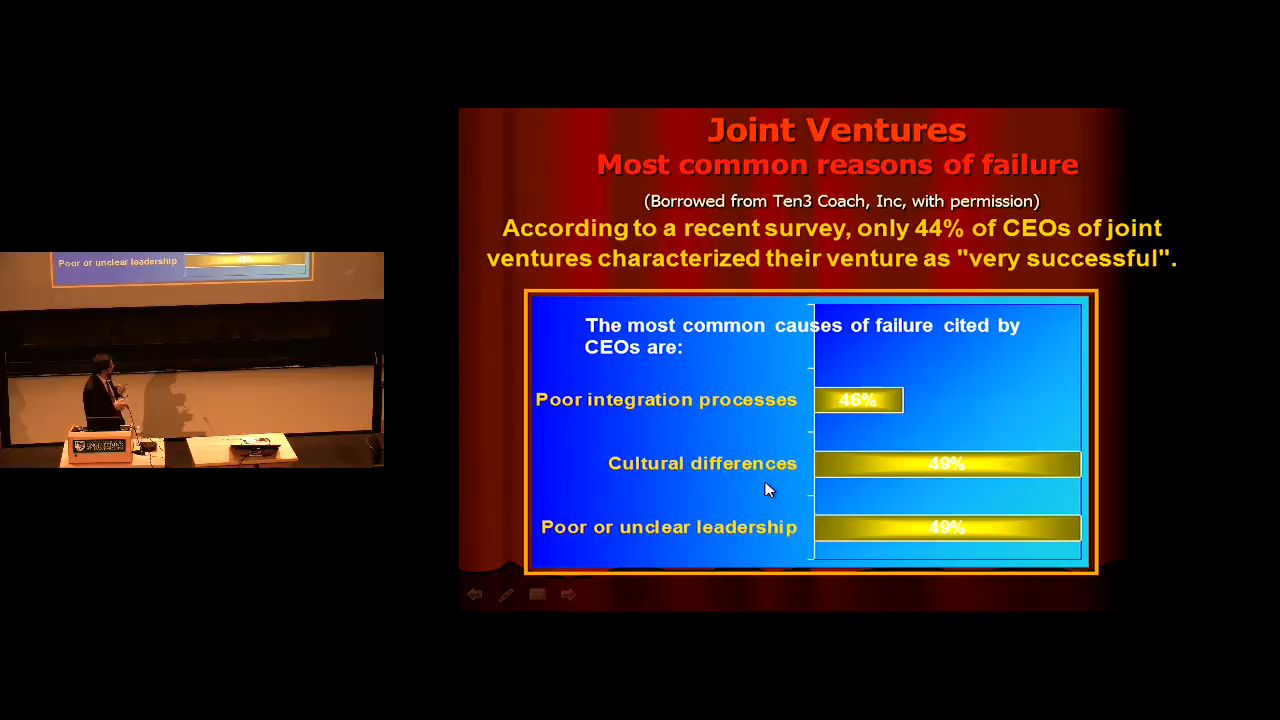 Joint Ventures
Most common reasons of failure
(Borrowed from Ten3 Coach, Inc, with permission)
According to a recent survey, only 44% of CEOs of joint
ventures characterized their venture as "very successful".
The most common causes of failure cited by
CEOs are:
Poor integration processes 46%
Cultural differences 49%
Poor or unclear leadership 49%
Poor or unclear leadership